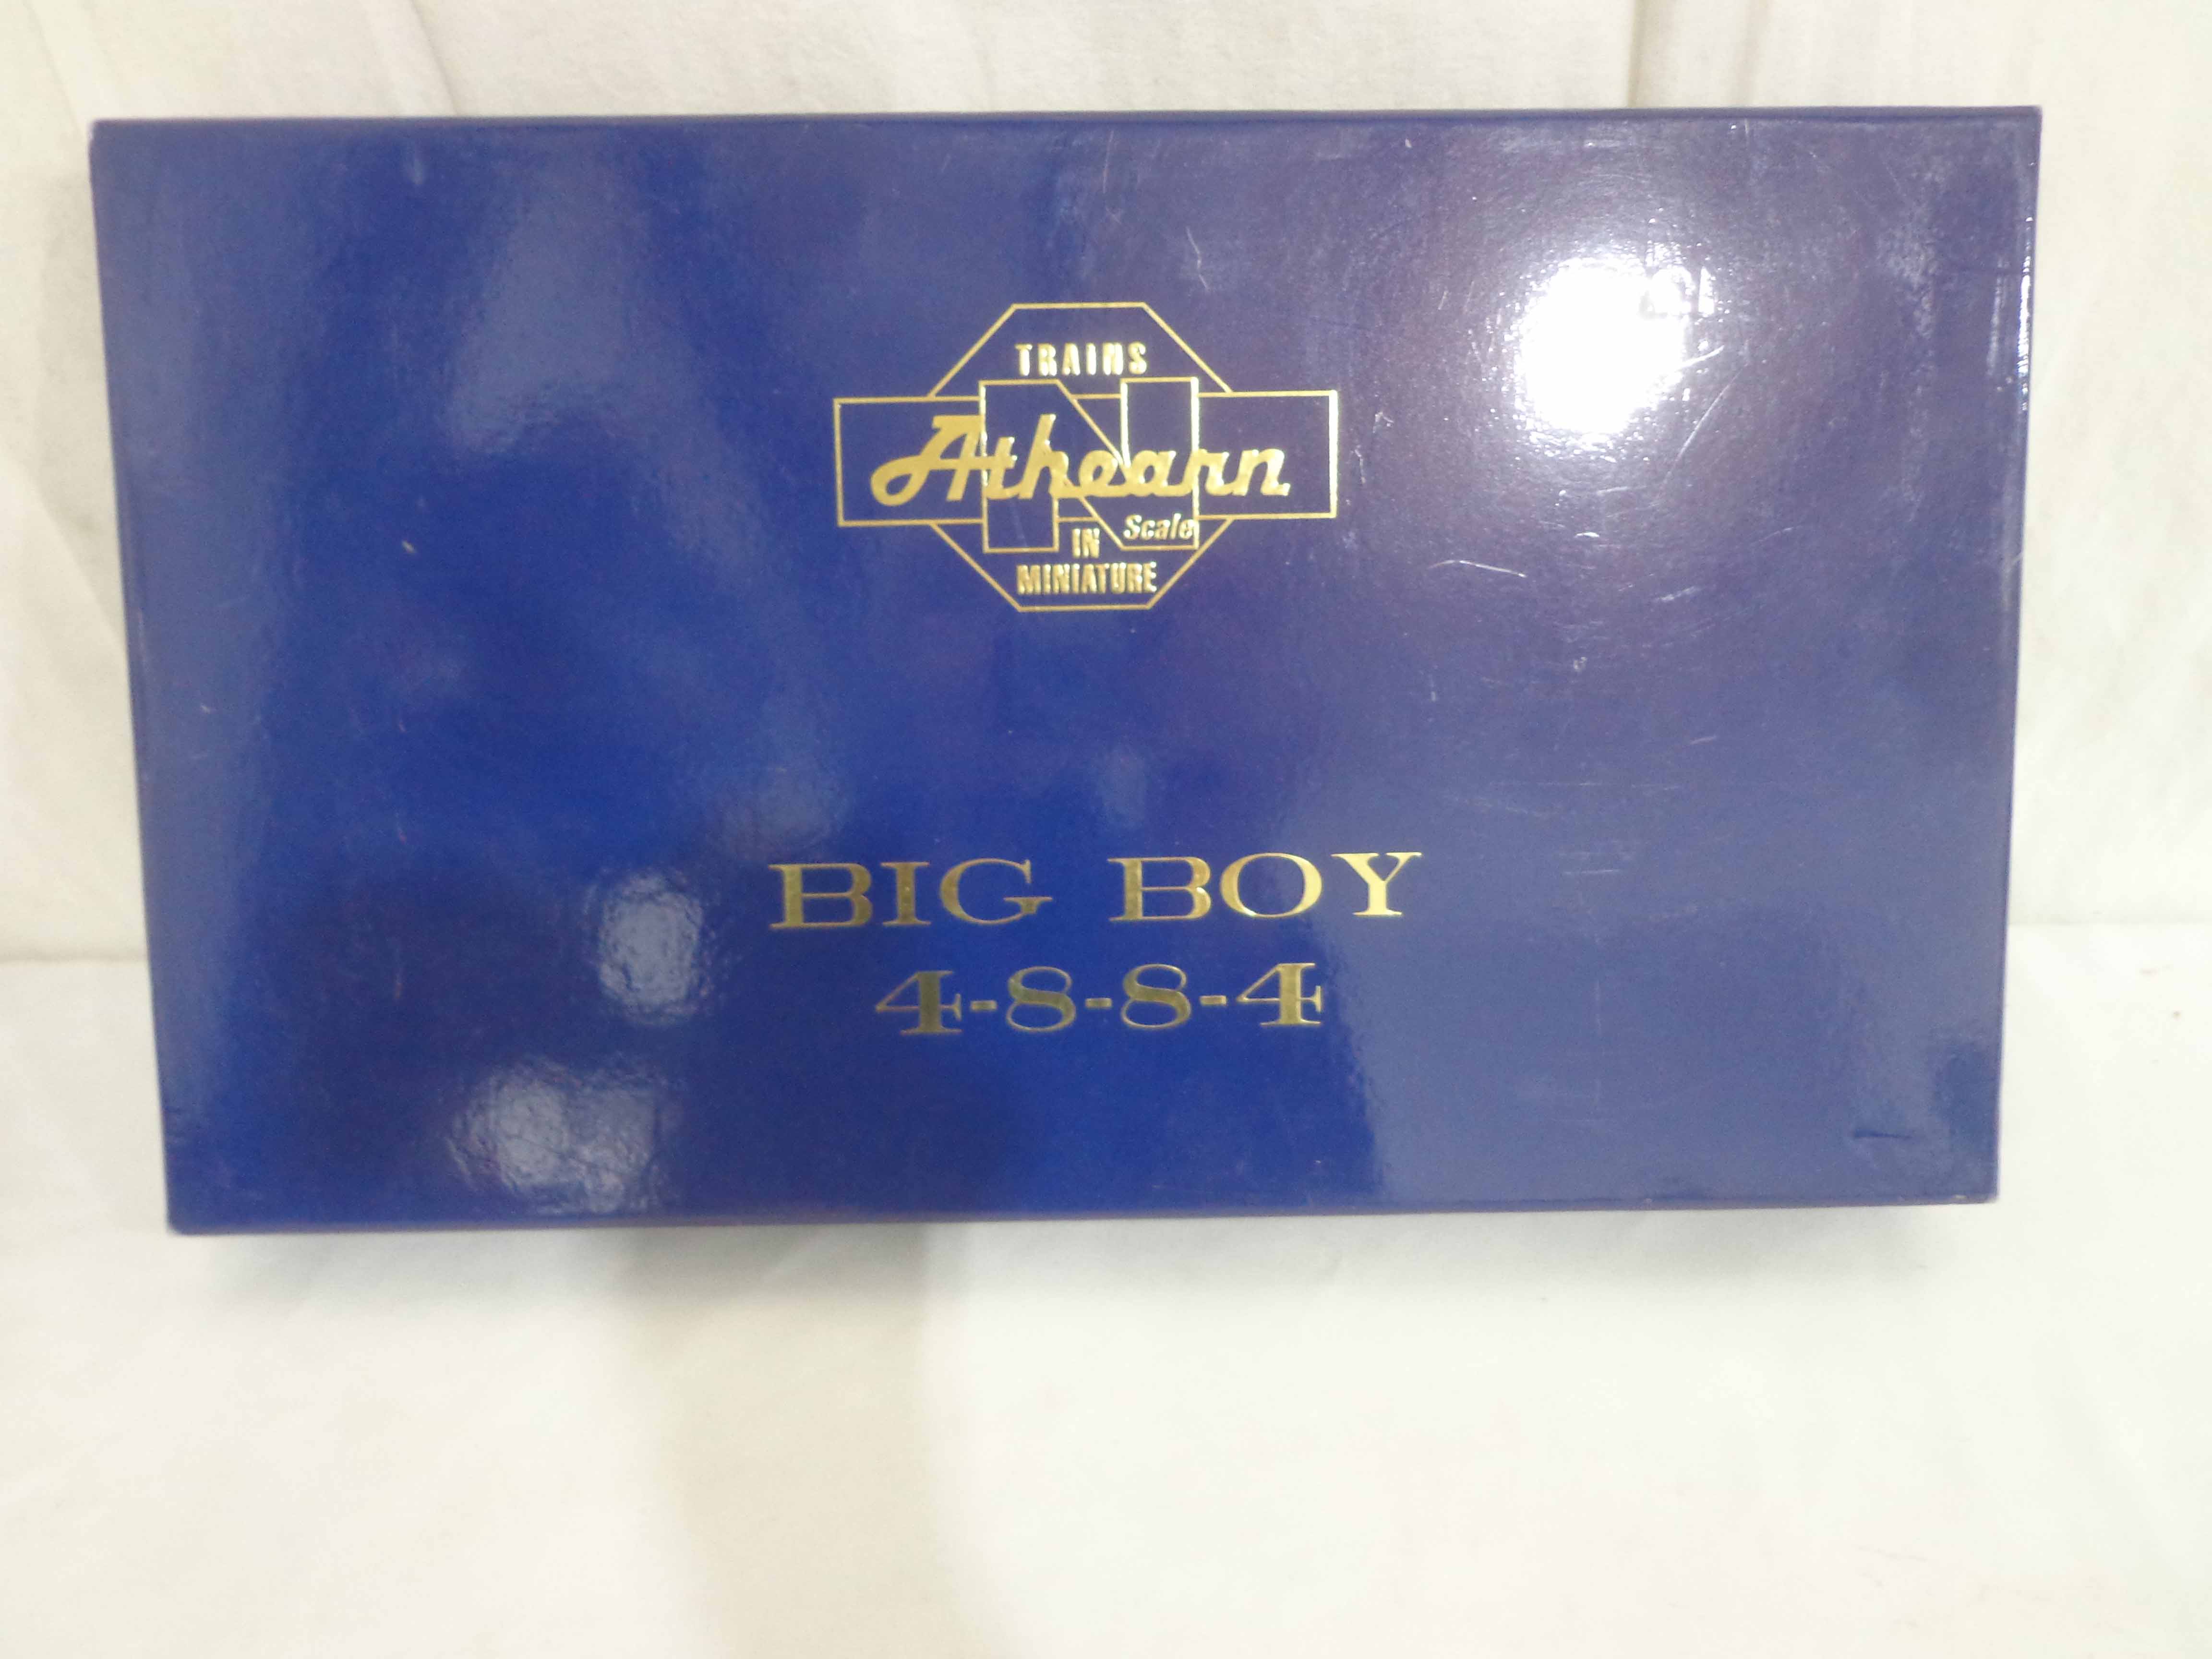 TRAINS
Athearn
N Scale
IN
MINIATURE
BIG BOY
4-8-8-4